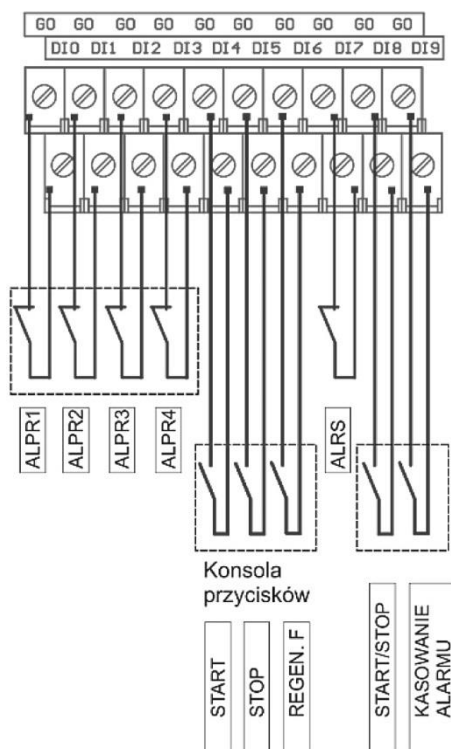 G0 G0 G0 G0 G0 G0 G0 G0 G0
DI0 DI1 DI2 DI3 DI4 DI5 DI6 DI7 DI8 DI9
ALPR1
ALPR2
ALPR3
ALPR4
ALRS
Konsola
przycisków
START
STOP
REGEN. F
START/STOP
KASOWANIE
ALARMU